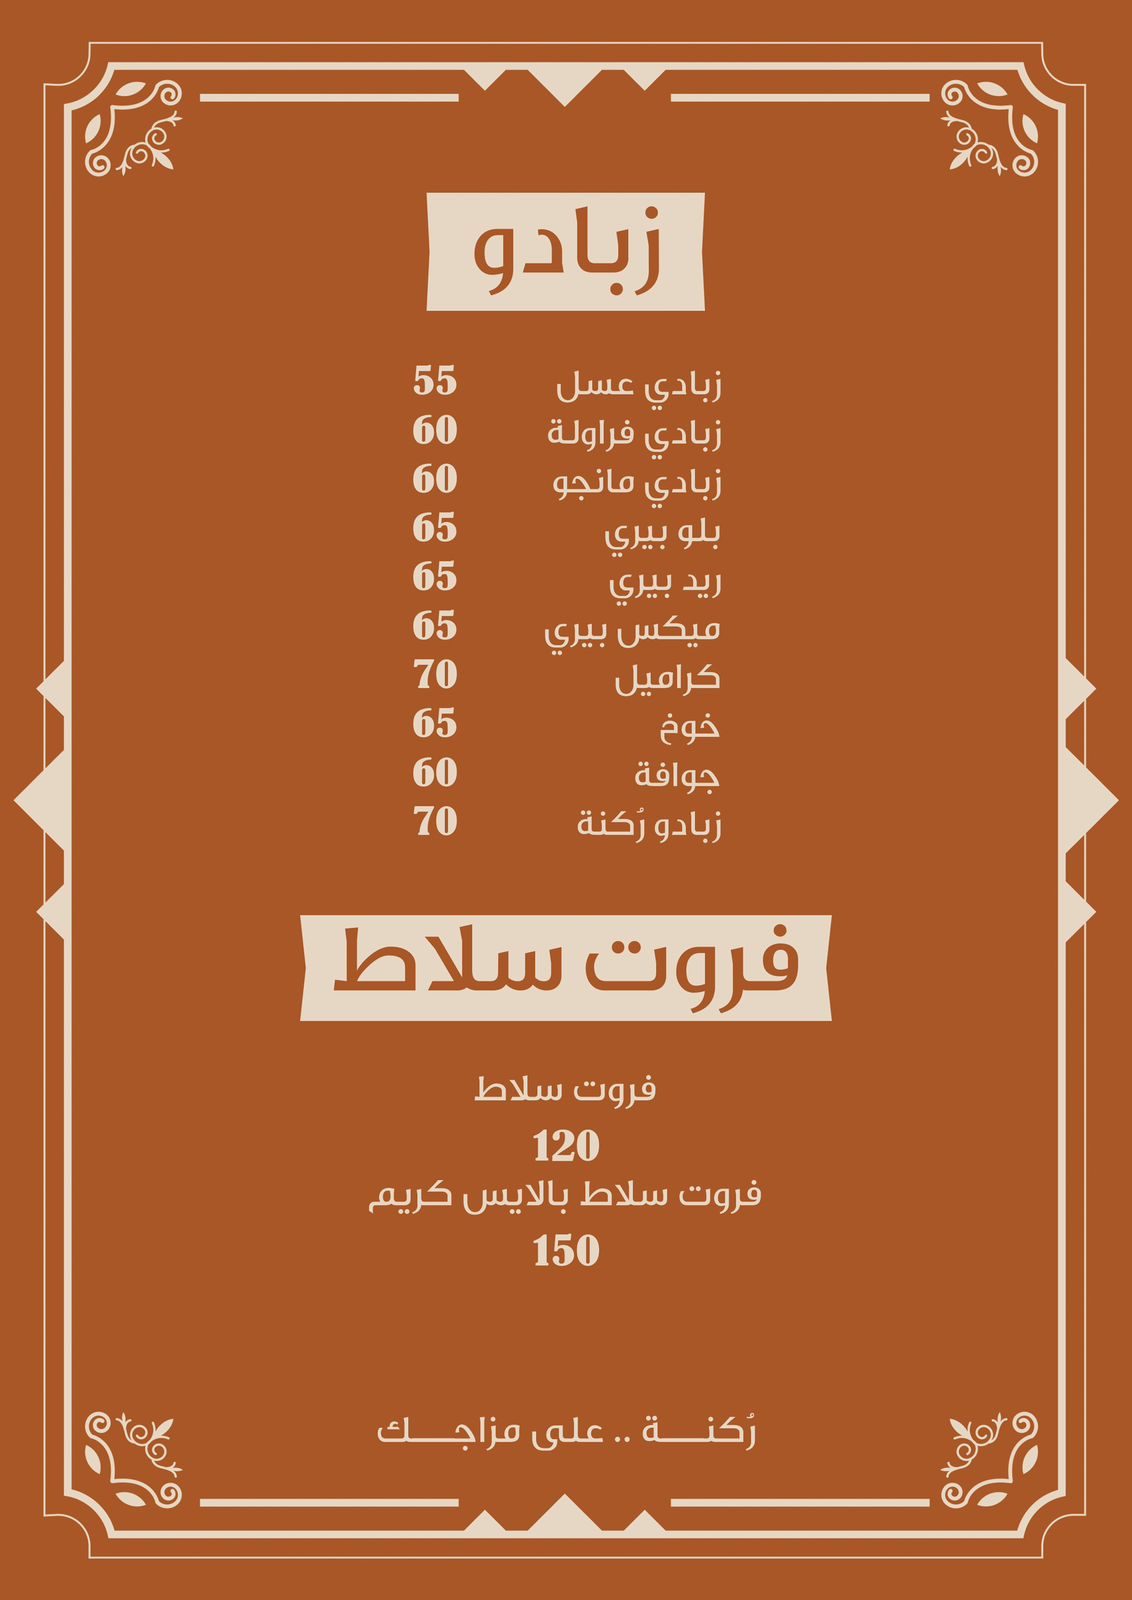 زبادو
زبادي عسل 55
زبادي فراولة 60
زبادي مانجو 60
بلو بيري 65
ريد بيري 65
ميكس بيري 65
كراميل 70
خوخ 65
جوافة 60
زبادو رُكنة 70
فروت سلاط
فروت سلاط
120
فروت سلاط بالايس كريم
150
رُكنـــة .. على مزاجـــك